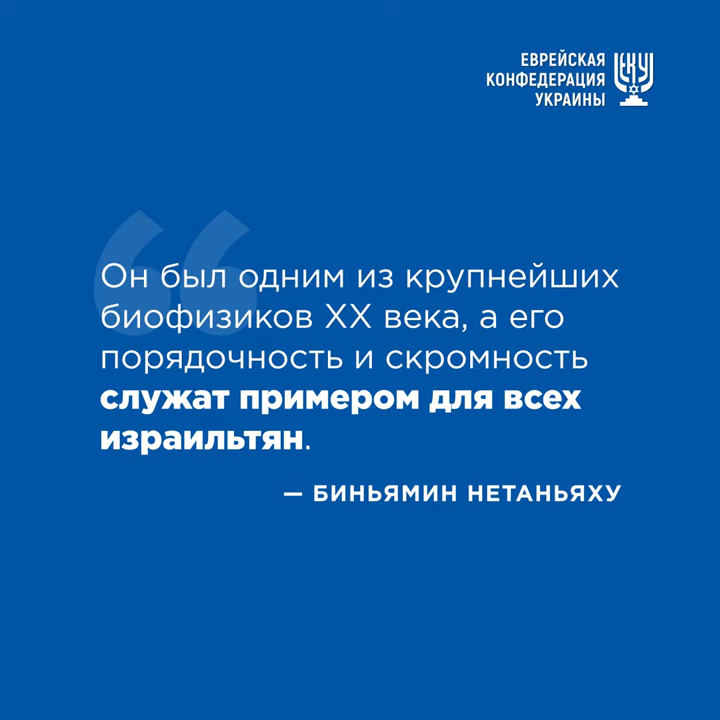 ЕВРЕЙСКАЯ
КОНФЕДЕРАЦИЯ
УКРАИНЫ
ЕКУ
Он был одним из крупнейших
биофизиков XX века, а его
порядочность и скромность
служат примером для всех
израильтян.
— БИНЬЯМИН НЕТАНЬЯХУ